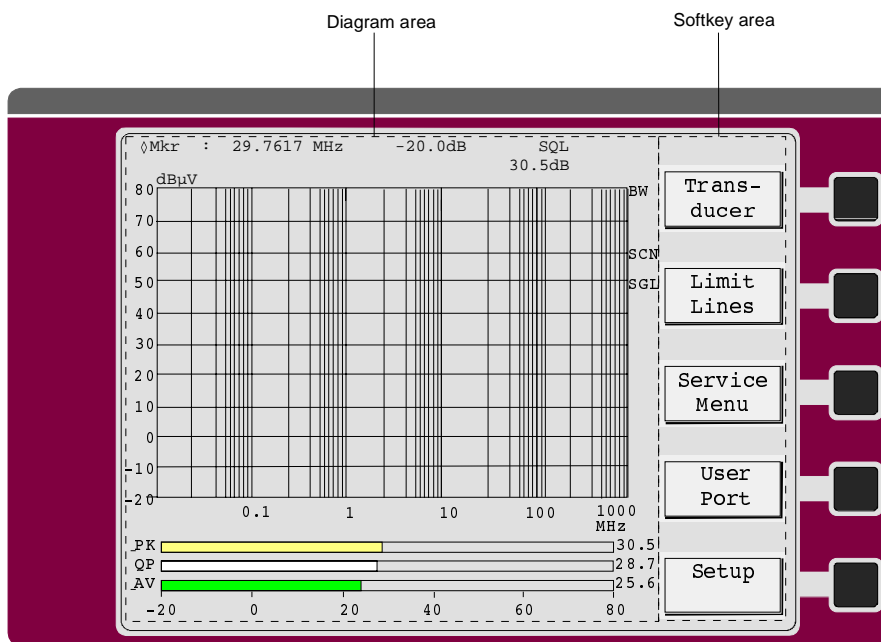 Diagram area
Softkey area
◊Mkr : 29.7617 MHz -20.0dB SQL
30.5dB
dBµV
80
70
60
50
40
30
20
10
0
-10
-20
BW
SCN
SGL
0.1 1 10 100 1000
MHz
PK 30.5
QP 28.7
AV 25.6
-20 0 20 40 60 80
Trans-
ducer
Limit
Lines
Service
Menu
User
Port
Setup